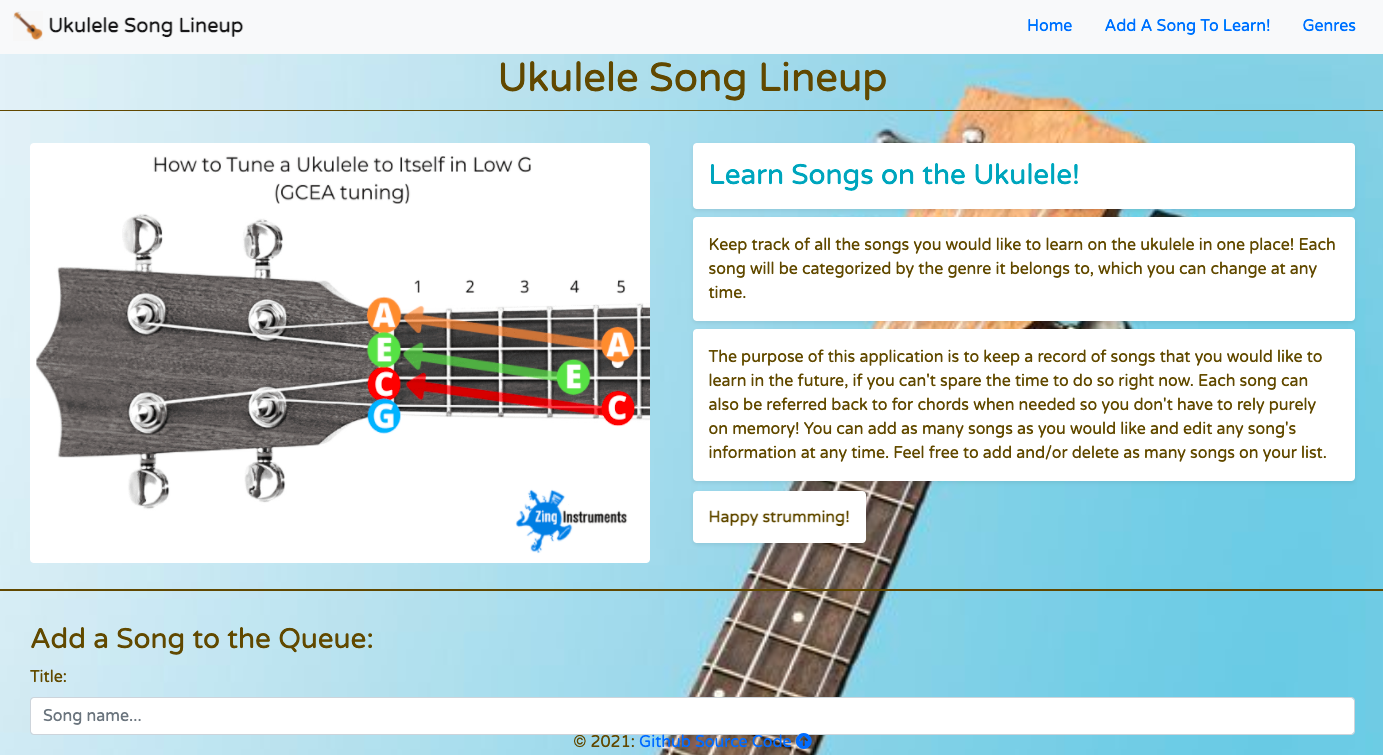 Ukulele Song Lineup
Home
Add A Song To Learn!
Genres
Ukulele Song Lineup
How to Tune a Ukulele to Itself in Low G
(GCEA tuning)
1 2 3 4 5
A
A
E
E
C
C
G
Zing Instruments
Learn Songs on the Ukulele!
Keep track of all the songs you would like to learn on the ukulele in one place! Each
song will be categorized by the genre it belongs to, which you can change at any
time.
The purpose of this application is to keep a record of songs that you would like to
learn in the future, if you can't spare the time to do so right now. Each song can
also be referred back to for chords when needed so you don't have to rely purely
on memory! You can add as many songs as you would like and edit any song's
information at any time. Feel free to add and/or delete as many songs on your list.
Happy strumming!
Add a Song to the Queue:
Title:
Song name...
© 2021: Github Source Code